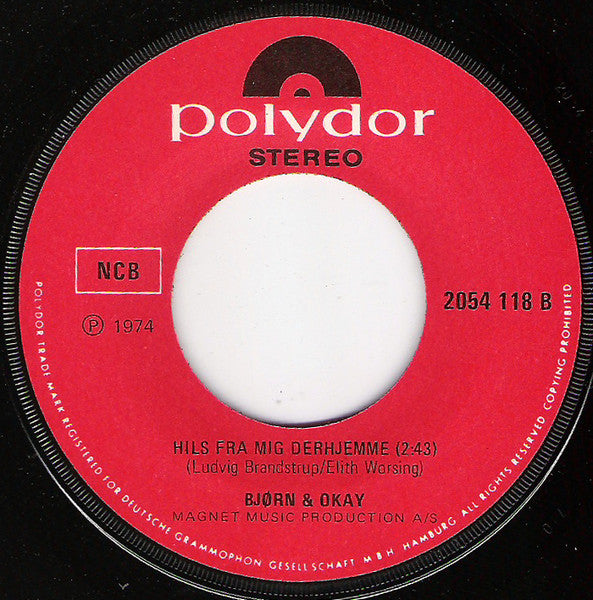 polydor
STEREO
NCB
2054 118 B
℗ 1974
HILS FRA MIG DERHJEMME (2:43)
(Ludvig Brandstrup/Elith Worsing)
BJØRN & OKAY
MAGNET MUSIC PRODUCTION A/S
POLYDOR TRADE MARK REGISTERED FOR DEUTSCHE GRAMMOPHON GESELLSCHAFT M.B.H. HAMBURG. ALL RIGHTS RESERVED COPYING PROHIBITED